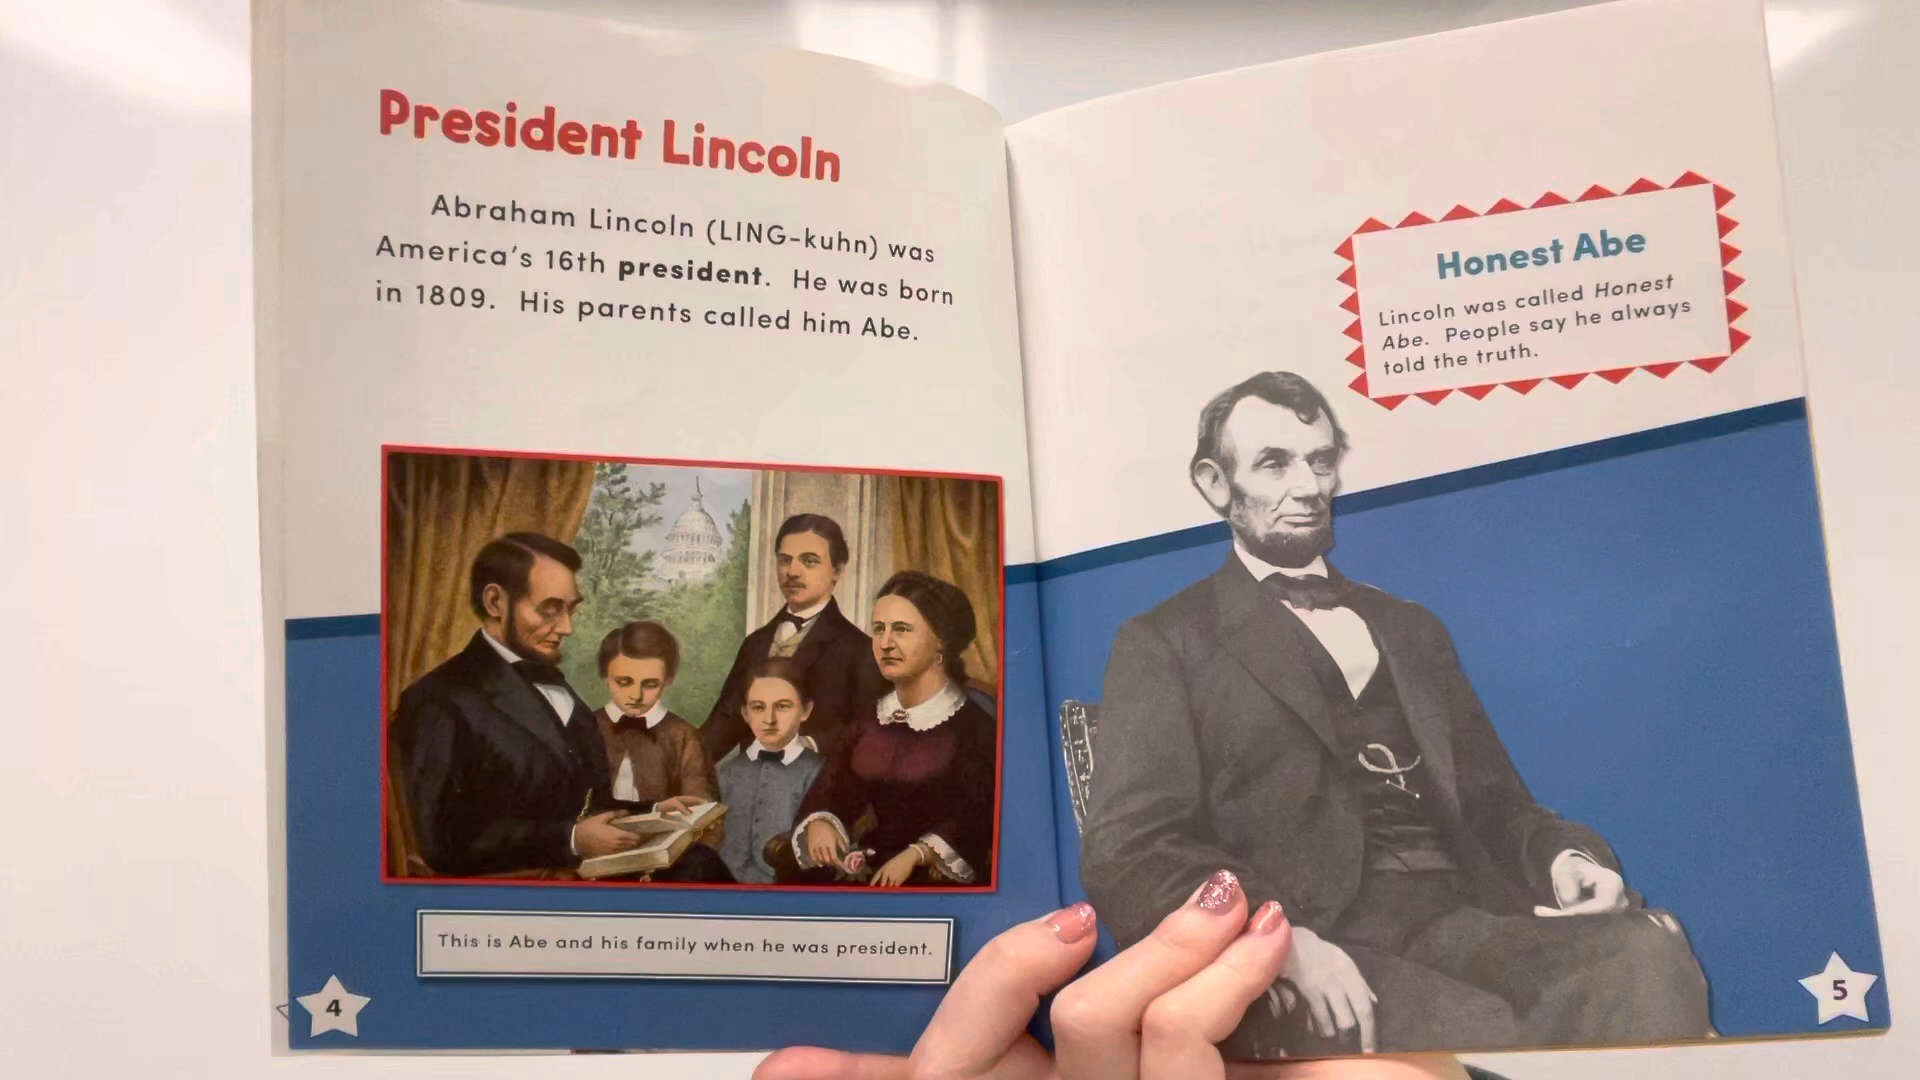 President Lincoln
Abraham Lincoln (LING-kuhn) was
America's 16th president. He was born
in 1809. His parents called him Abe.
This is Abe and his family when he was president.
4
Honest Abe
Lincoln was called Honest
Abe. People say he always
told the truth.
5